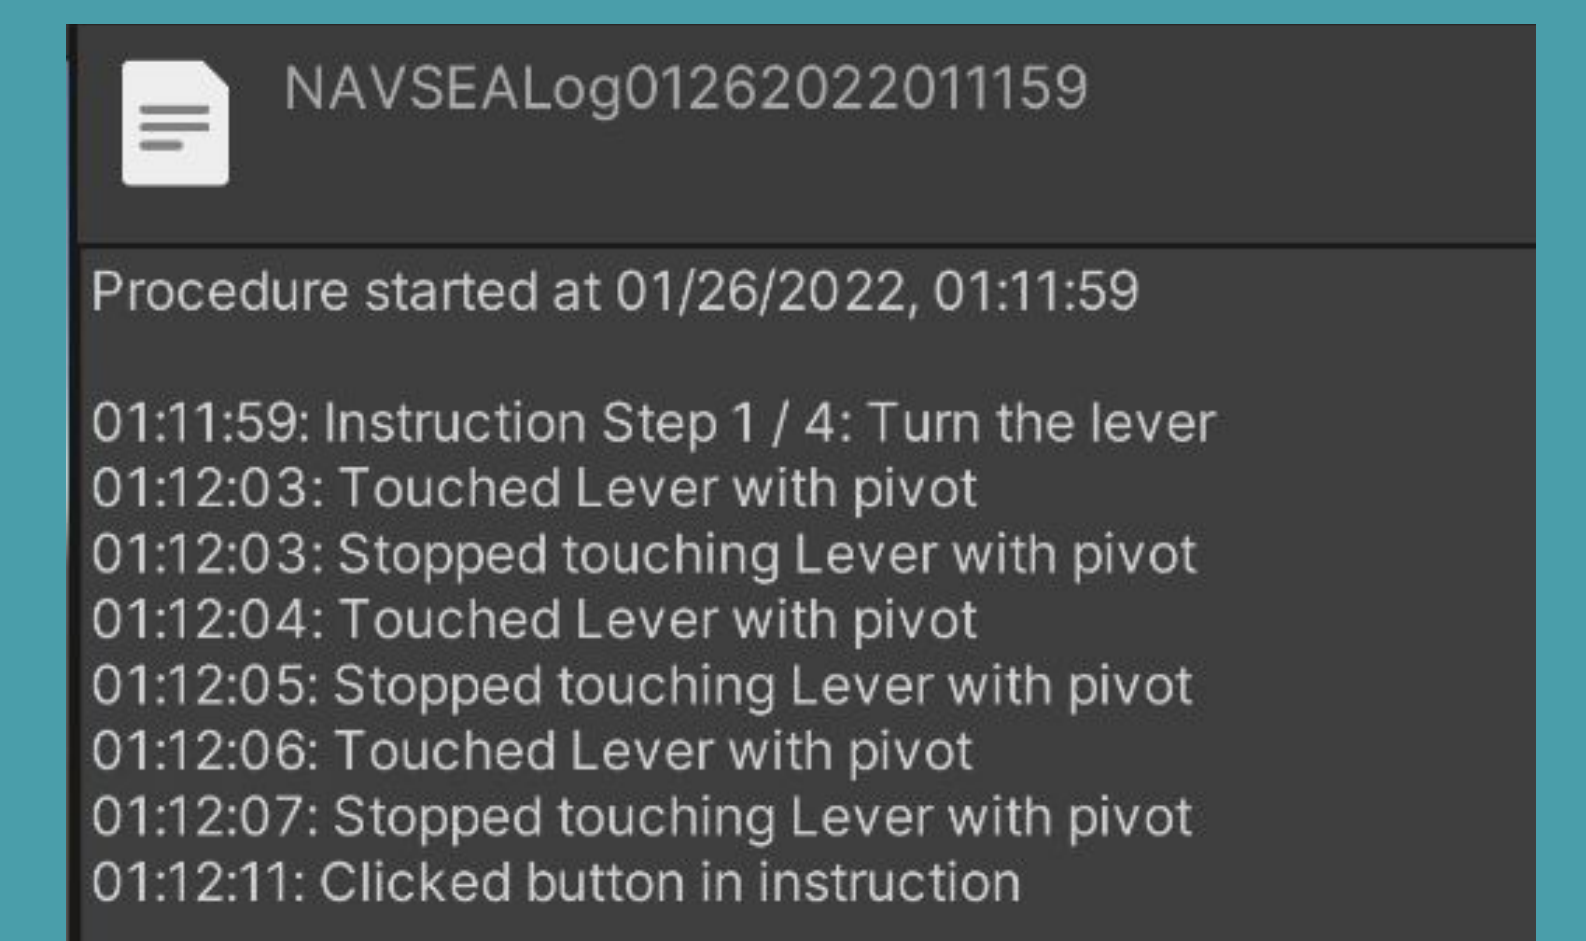 NAVSEALog01262022011159
Procedure started at 01/26/2022, 01:11:59
01:11:59: Instruction Step 1 / 4: Turn the lever
01:12:03: Touched Lever with pivot
01:12:03: Stopped touching Lever with pivot
01:12:04: Touched Lever with pivot
01:12:05: Stopped touching Lever with pivot
01:12:06: Touched Lever with pivot
01:12:07: Stopped touching Lever with pivot
01:12:11: Clicked button in instruction